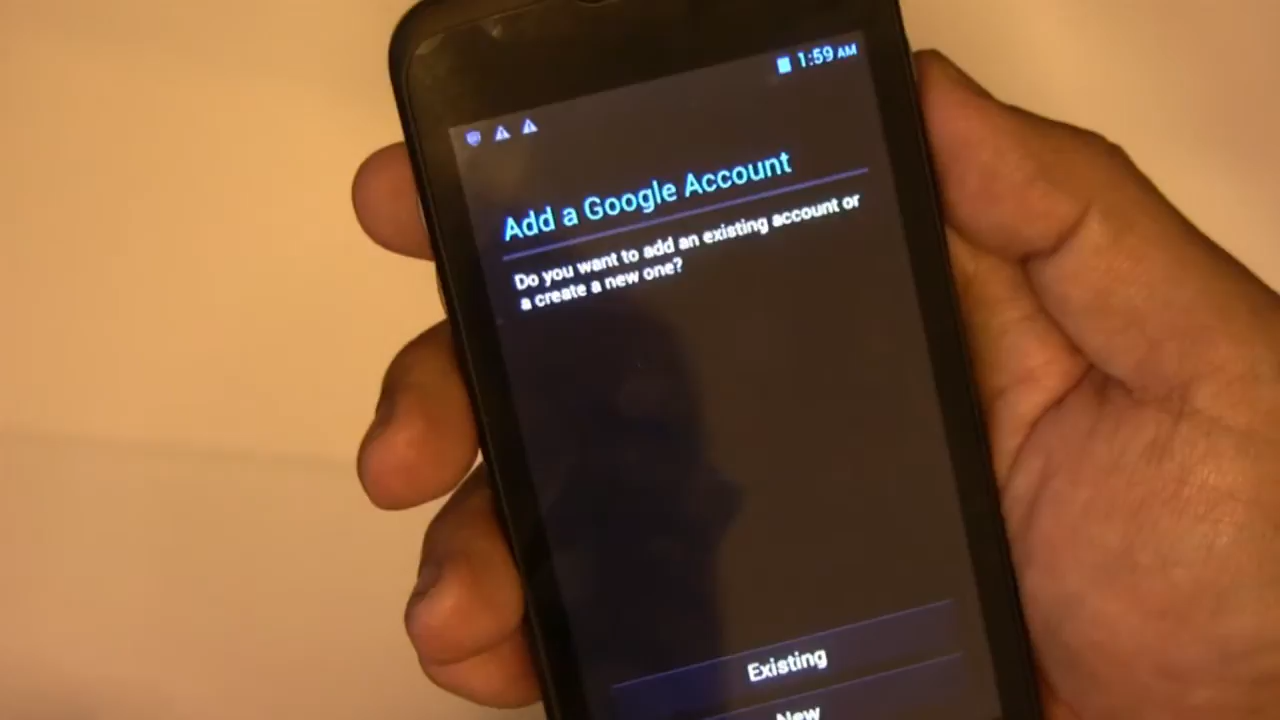 1:59 AM
Add a Google Account
Do you want to add an existing account or
a create a new one?
Existing
New